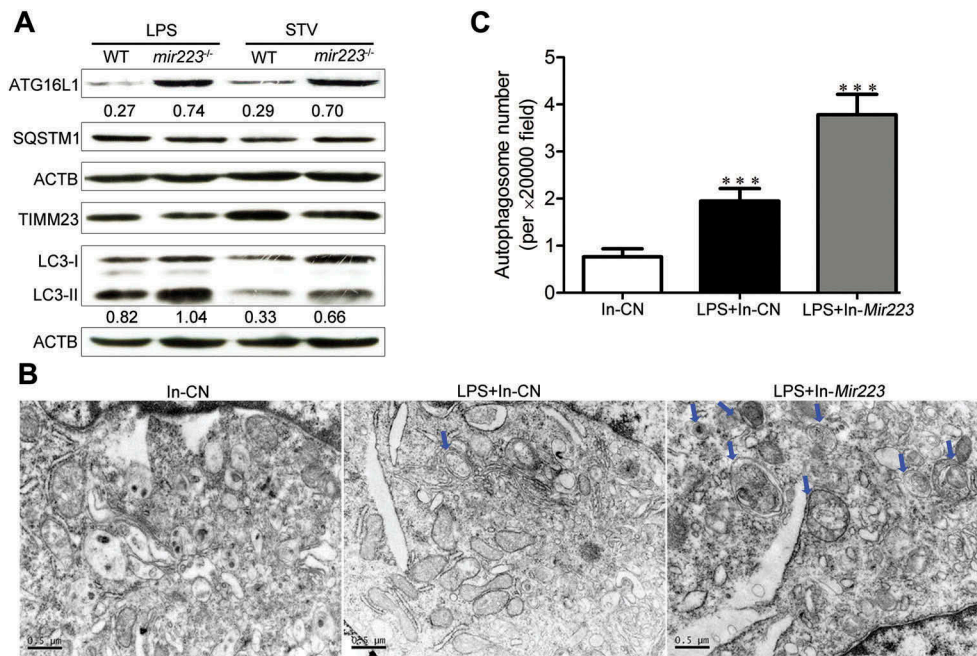 A
LPS STV
WT mir223-/- WT mir223-/-
ATG16L1
0.27 0.74 0.29 0.70
SQSTM1
ACTB
TIMM23
LC3-I
LC3-II
0.82 1.04 0.33 0.66
ACTB
C
Autophagosome number
(per ×20000 field)
5
4
3
2
1
0
***
***
In-CN LPS+In-CN LPS+In-Mir223
B
In-CN LPS+In-CN LPS+In-Mir223
0.5 μm 0.5 μm 0.5 μm